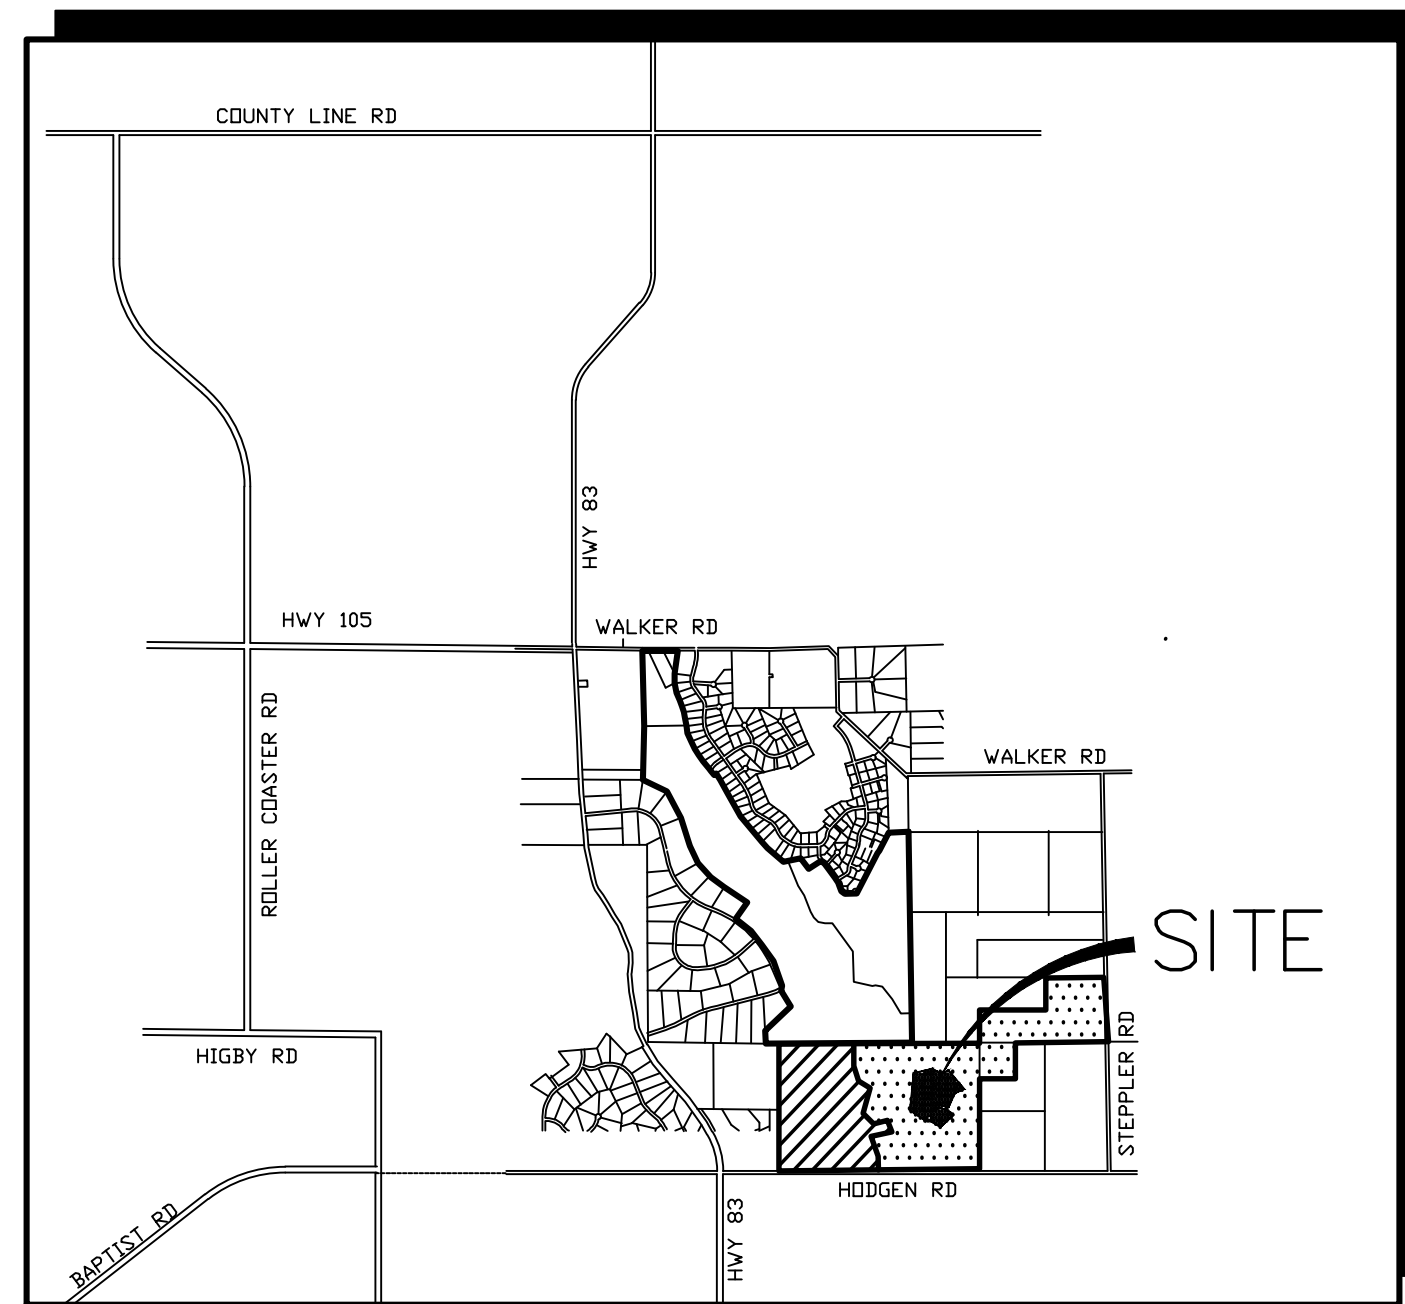 COUNTY LINE RD
HWY 83
HWY 105
WALKER RD
ROLLER COASTER RD
WALKER RD
SITE
STEPPLER RD
HIGBY RD
HODGEN RD
BAPTIST RD
HWY 83